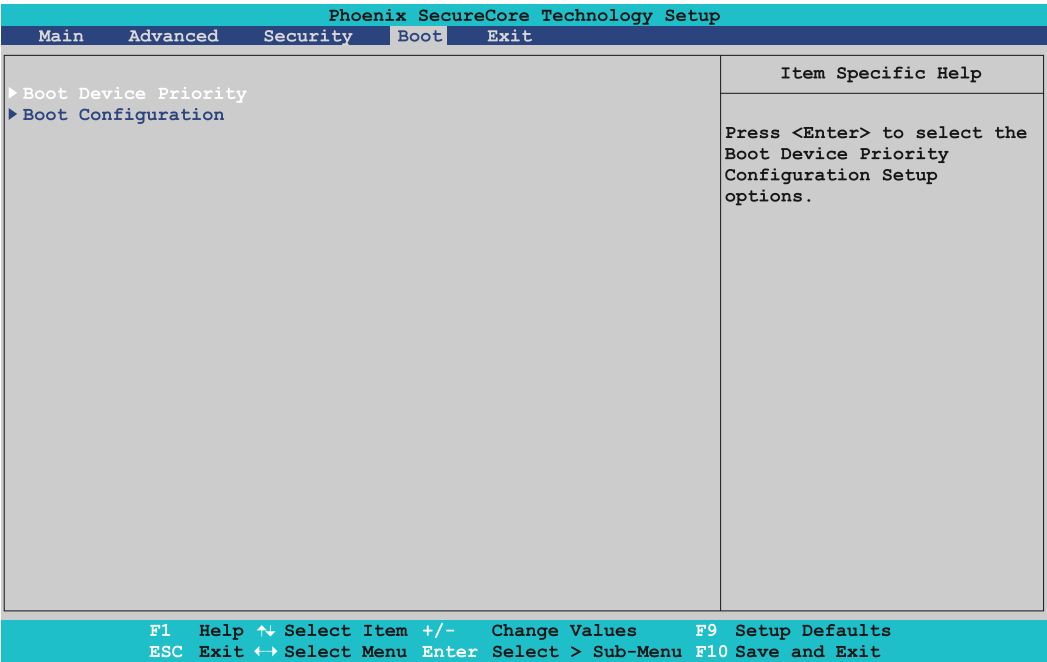 Phoenix SecureCore Technology Setup
Main Advanced Security Boot Exit
Boot Device Priority
Boot Configuration
Item Specific Help
Press <Enter> to select the
Boot Device Priority
Configuration Setup
options.
F1 Help ↑↓ Select Item +/- Change Values F9 Setup Defaults
ESC Exit ←→ Select Menu Enter Select > Sub-Menu F10 Save and Exit